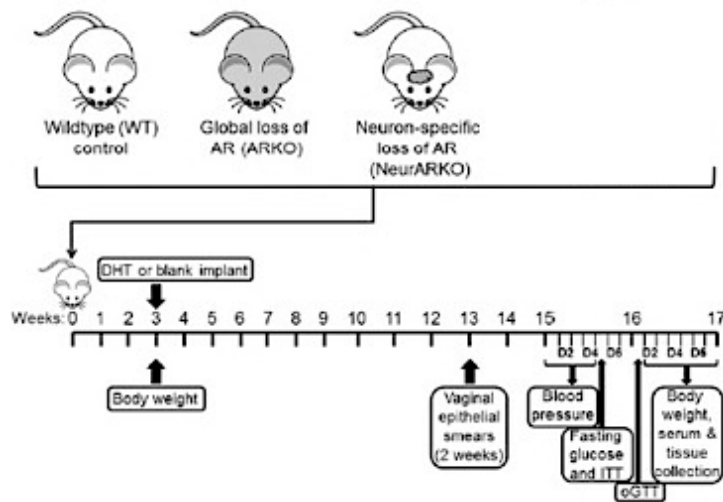 Wildtype (WT)
control
Global loss of
AR (ARKO)
Neuron-specific
loss of AR
(NeurARKO)
DHT or blank implant
Weeks: 0 1 2 3 4 5 6 7 8 9 10 11 12 13 14 15 16 17
D2 D4 D6 D2 D4 D6
Body weight
Vaginal
epithelial
smears
(2 weeks)
Blood
pressure
Fasting
glucose
and ITT
oGTT
Body
weight,
serum &
tissue
collection